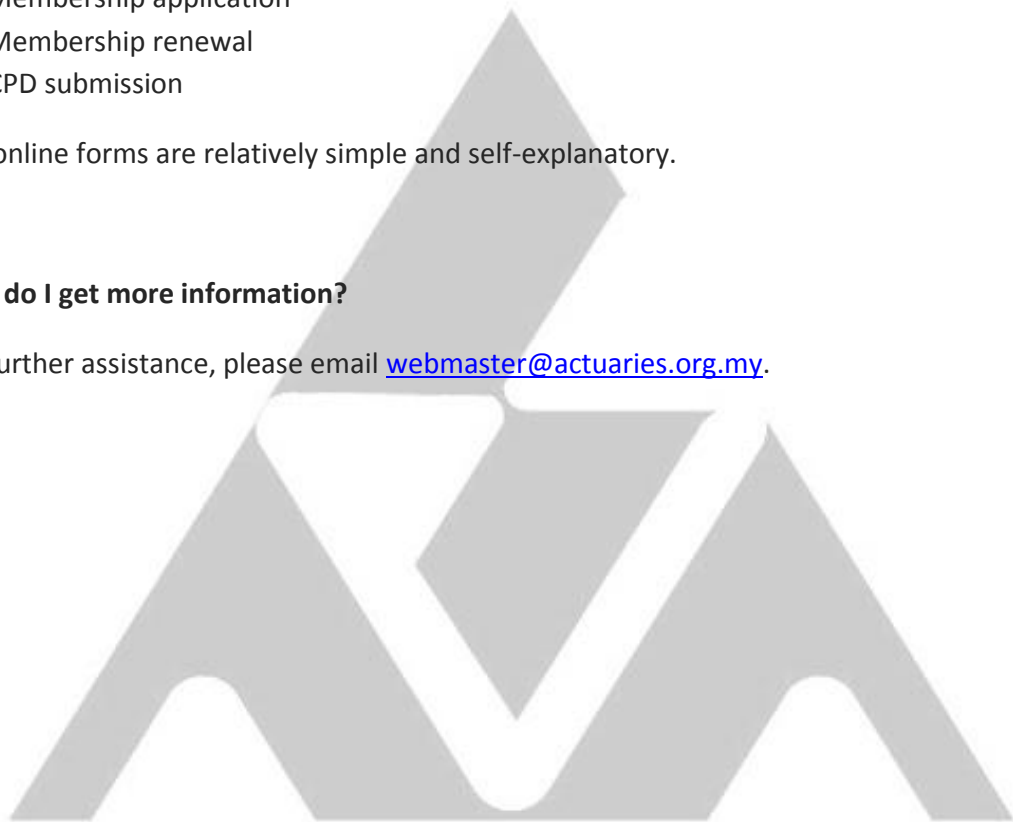 Membership application
Membership renewal
CPD submission
online forms are relatively simple and self-explanatory.
do I get more information?
urther assistance, please email webmaster@actuaries.org.my.